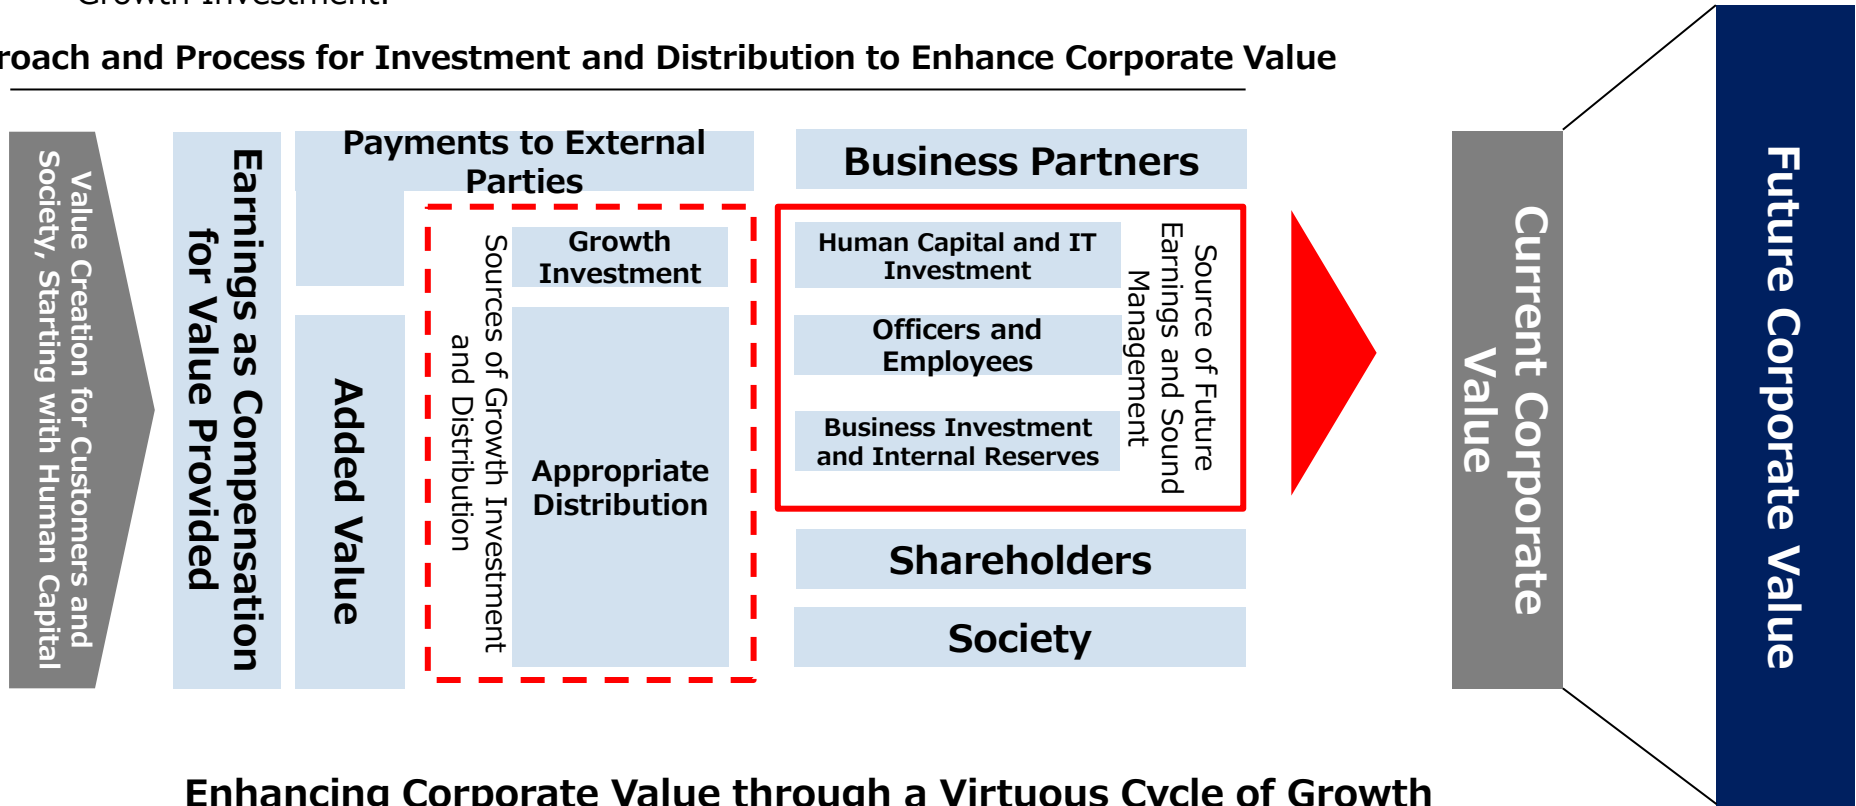 Growth Investment.
roach and Process for Investment and Distribution to Enhance Corporate Value
Value Creation for Customers and
Society, Starting with Human Capital
Earnings as Compensation
for Value Provided
Payments to External
Parties
Added Value
Sources of Growth Investment
and Distribution
Growth
Investment
Appropriate
Distribution
Business Partners
Human Capital and IT
Investment
Officers and
Employees
Business Investment
and Internal Reserves
Source of Future
Earnings and Sound
Management
Shareholders
Society
Current Corporate
Value
Future Corporate Value
Enhancing Corporate Value through a Virtuous Cycle of Growth